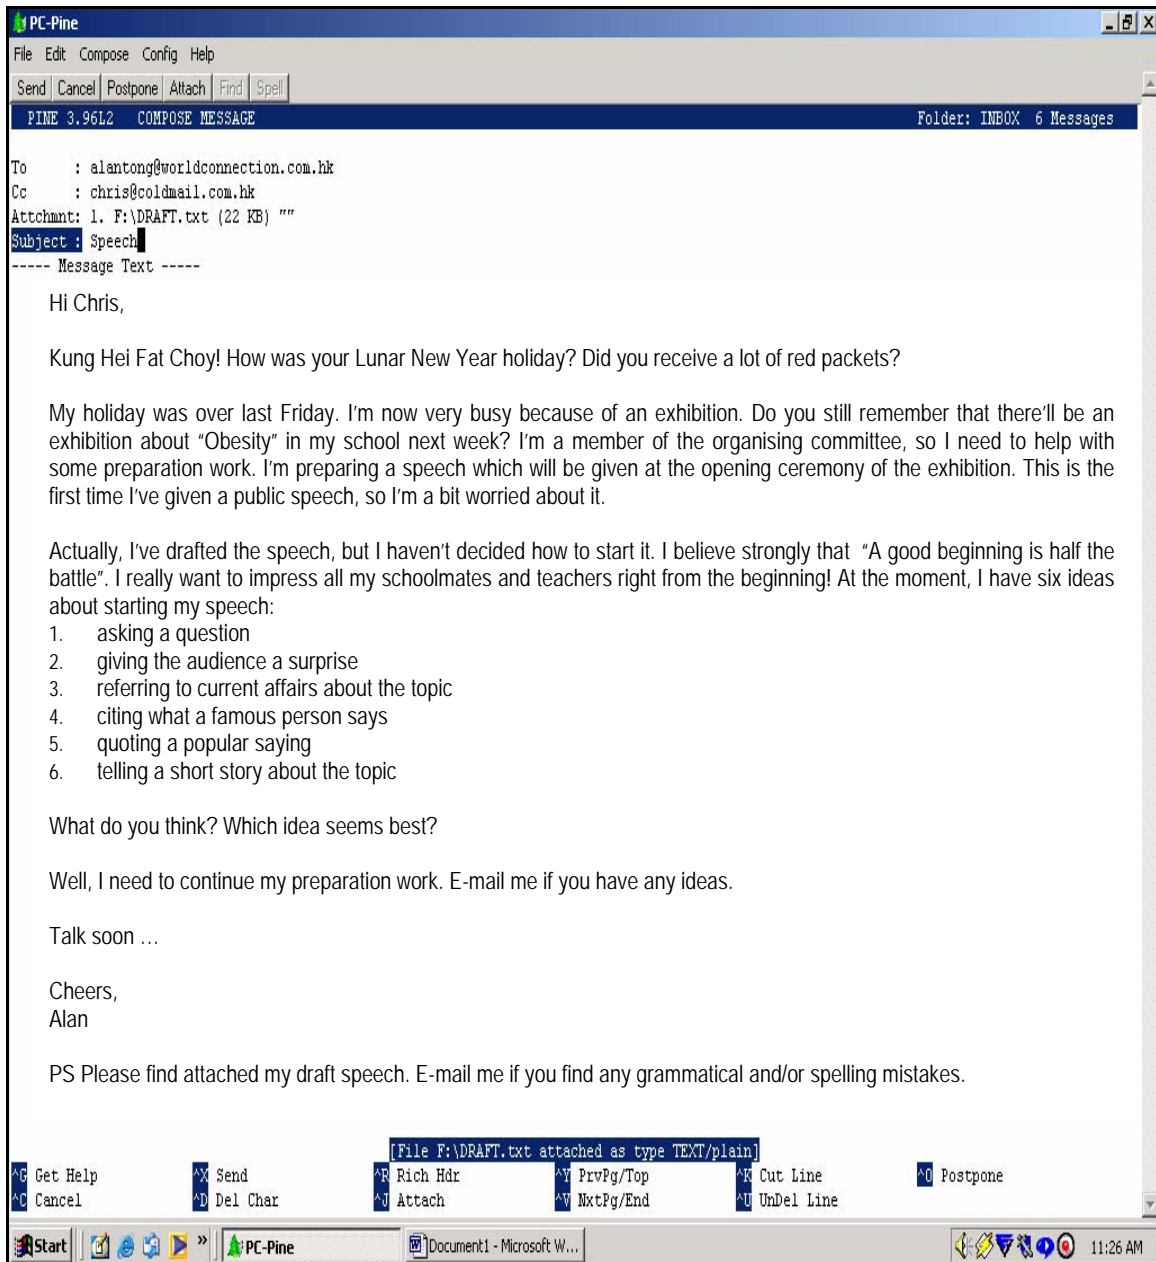 PC-Pine
File Edit Compose Config Help
Send Cancel Postpone Attach Find Spell
PINE 3.96L2 COMPOSE MESSAGE Folder: INBOX 6 Messages
To : alantong@worldconnection.com.hk
Cc : chris@coldmail.com.hk
Attchmnt: 1. F:\DRAFT.txt (22 KB) ""
Subject : Speech
----- Message Text -----
Hi Chris,
Kung Hei Fat Choy! How was your Lunar New Year holiday? Did you receive a lot of red packets?
My holiday was over last Friday. I'm now very busy because of an exhibition. Do you still remember that there'll be an
exhibition about "Obesity" in my school next week? I'm a member of the organising committee, so I need to help with
some preparation work. I'm preparing a speech which will be given at the opening ceremony of the exhibition. This is the
first time I've given a public speech, so I'm a bit worried about it.
Actually, I've drafted the speech, but I haven't decided how to start it. I believe strongly that "A good beginning is half the
battle". I really want to impress all my schoolmates and teachers right from the beginning! At the moment, I have six ideas
about starting my speech:
1. asking a question
2. giving the audience a surprise
3. referring to current affairs about the topic
4. citing what a famous person says
5. quoting a popular saying
6. telling a short story about the topic
What do you think? Which idea seems best?
Well, I need to continue my preparation work. E-mail me if you have any ideas.
Talk soon …
Cheers,
Alan
PS Please find attached my draft speech. E-mail me if you find any grammatical and/or spelling mistakes.
[File F:\DRAFT.txt attached as type TEXT/plain]
^G Get Help ^X Send ^R Rich Hdr ^Y PrvPg/Top ^K Cut Line ^O Postpone
^C Cancel ^D Del Char ^J Attach ^V NxtPg/End ^U UnDel Line
Start » PC-Pine Document1 - Microsoft W... 11:26 AM